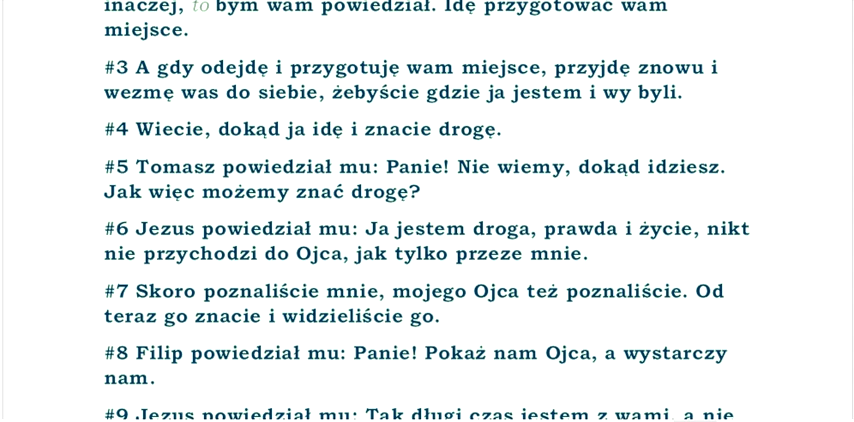 inaczej, to bym wam powiedział. Idę przygotować wam
miejsce.
#3 A gdy odejdę i przygotuję wam miejsce, przyjdę znowu i
wezmę was do siebie, żebyście gdzie ja jestem i wy byli.
#4 Wiecie, dokąd ja idę i znacie drogę.
#5 Tomasz powiedział mu: Panie! Nie wiemy, dokąd idziesz.
Jak więc możemy znać drogę?
#6 Jezus powiedział mu: Ja jestem droga, prawda i życie, nikt
nie przychodzi do Ojca, jak tylko przeze mnie.
#7 Skoro poznaliście mnie, mojego Ojca też poznaliście. Od
teraz go znacie i widzieliście go.
#8 Filip powiedział mu: Panie! Pokaż nam Ojca, a wystarczy
nam.
#9 Jezus powiedział mu: Tak długi czas jestem z wami, a nie